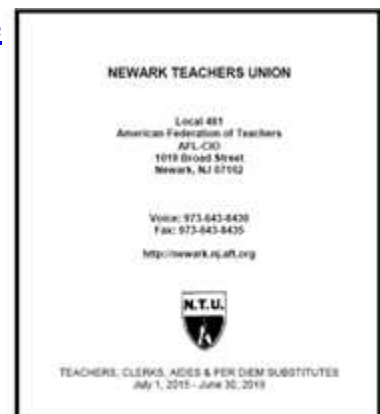 NEWARK TEACHERS UNION
Local 481
American Federation of Teachers
AFL-CIO
1019 Broad Street
Newark, NJ 07102
Voice: 973-643-8430
Fax: 973-643-8435
http://newark.nj.aft.org
N.T.U.
TEACHERS, CLERKS, AIDES & PER DIEM SUBSTITUTES
July 1, 2015 - June 30, 2019